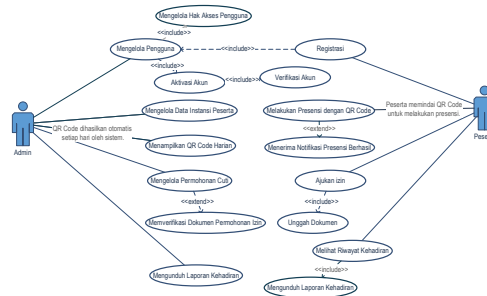 Mengelola Hak Akses Pengguna
<<include>>
Mengelola Pengguna
<<include>>
Registrasi
<<include>>
Aktivasi Akun
<<include>>
Verifikasi Akun
Mengelola Data Instansi Peserta
Melakukan Presensi dengan QR Code
Peserta memindai QR Code
untuk melakukan presensi.
QR Code dihasilkan otomatis
setiap hari oleh sistem.
<<extend>>
Admin
Menampilkan QR Code Harian
Menerima Notifikasi Presensi Berhasil
Pese
Mengelola Permohonan Cuti
Ajukan izin
<<extend>>
<<include>>
Memverifikasi Dokumen Permohonan Izin
Unggah Dokumen
Melihat Riwayat Kehadiran
<<include>>
Mengunduh Laporan Kehadiran
Mengunduh Laporan Kehadiran